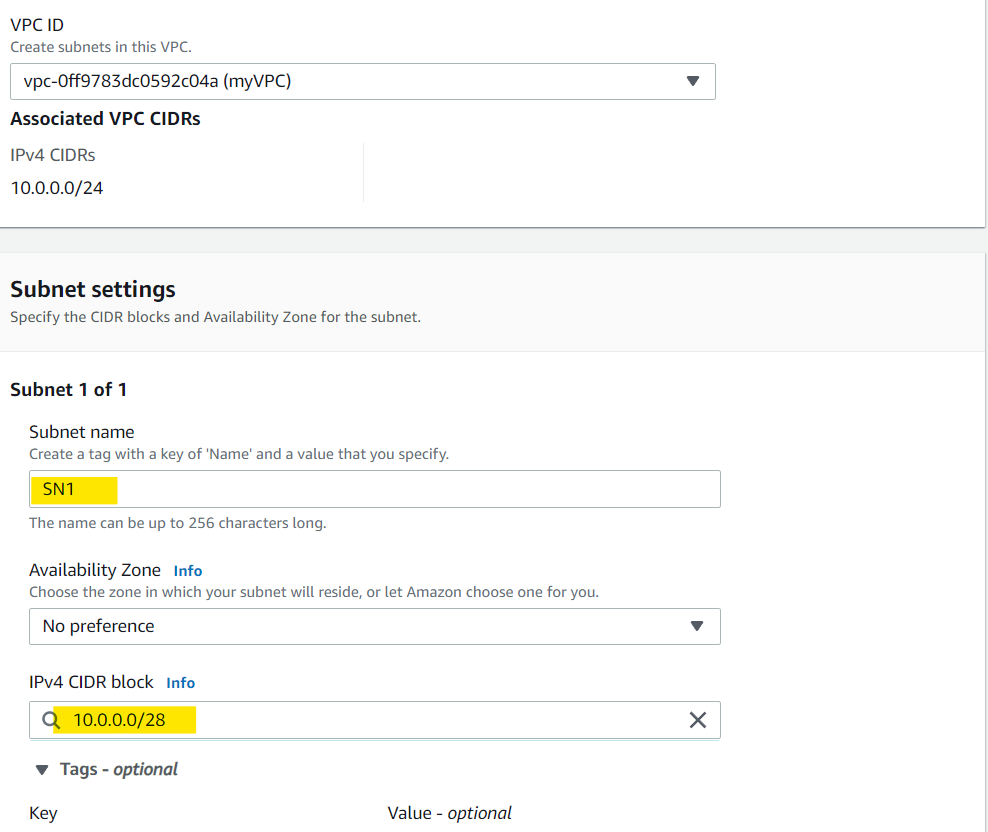 VPC ID
Create subnets in this VPC.
vpc-0ff9783dc0592c04a (myVPC)
Associated VPC CIDRs
IPv4 CIDRs
10.0.0.0/24
Subnet settings
Specify the CIDR blocks and Availability Zone for the subnet.
Subnet 1 of 1
Subnet name
Create a tag with a key of 'Name' and a value that you specify.
SN1
The name can be up to 256 characters long.
Availability Zone Info
Choose the zone in which your subnet will reside, or let Amazon choose one for you.
No preference
IPv4 CIDR block Info
10.0.0.0/28
Tags - optional
Key Value - optional